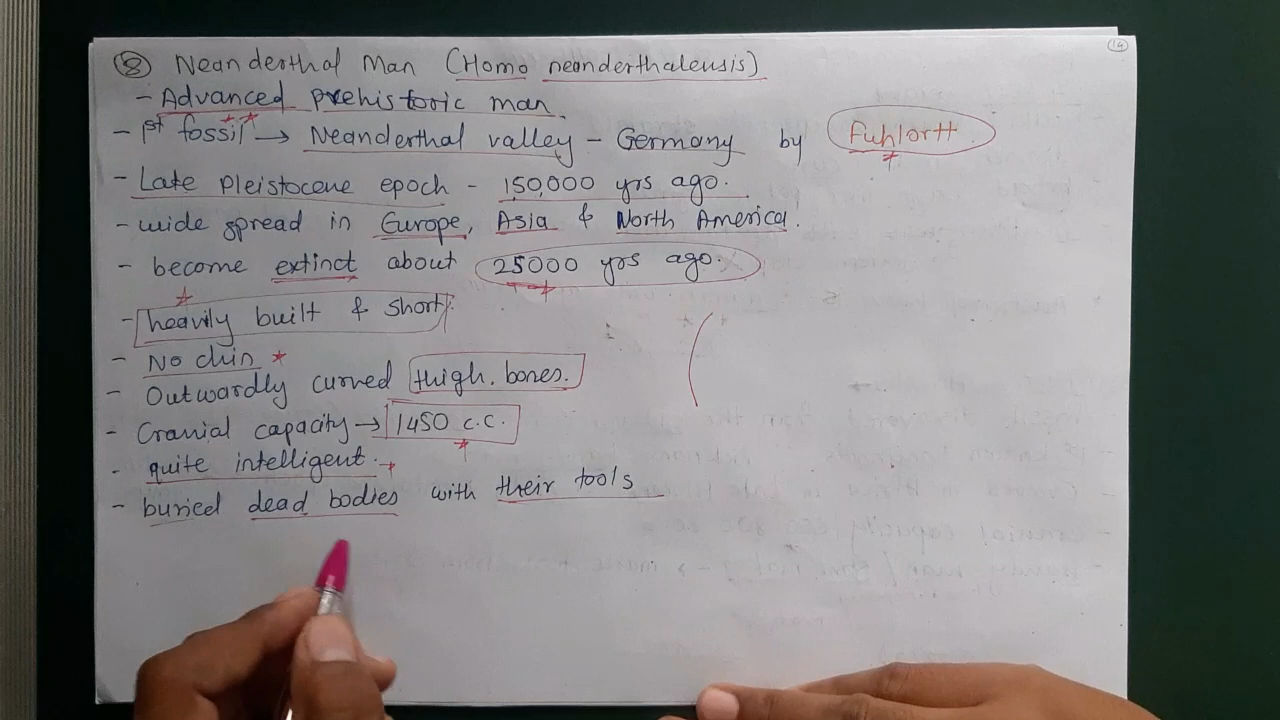 14
⑧ Neanderthal Man (Homo neanderthalensis)
- Advanced prehistoric man.
- 1st fossil → Neanderthal valley - Germany by Fuhlortt
- Late pleistocene epoch - 150,000 yrs ago.
- wide spread in Europe, Asia & North America.
- become extinct about 25000 yrs ago.
- heavily built & short.
- No chin
- Outwardly curved thigh. bones.
- Cranial capacity → 1450 c.c.
- quite intelligent.
- buried dead bodies with their tools